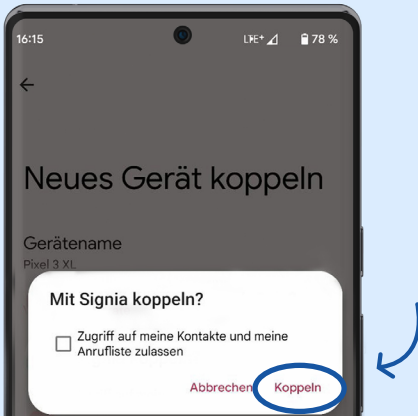 16:15 LTE+ 78 %
Neues Gerät koppeln
Gerätename
Pixel 3 XL
Mit Signia koppeln?
Zugriff auf meine Kontakte und meine
Anrufliste zulassen
Abbrechen Koppeln